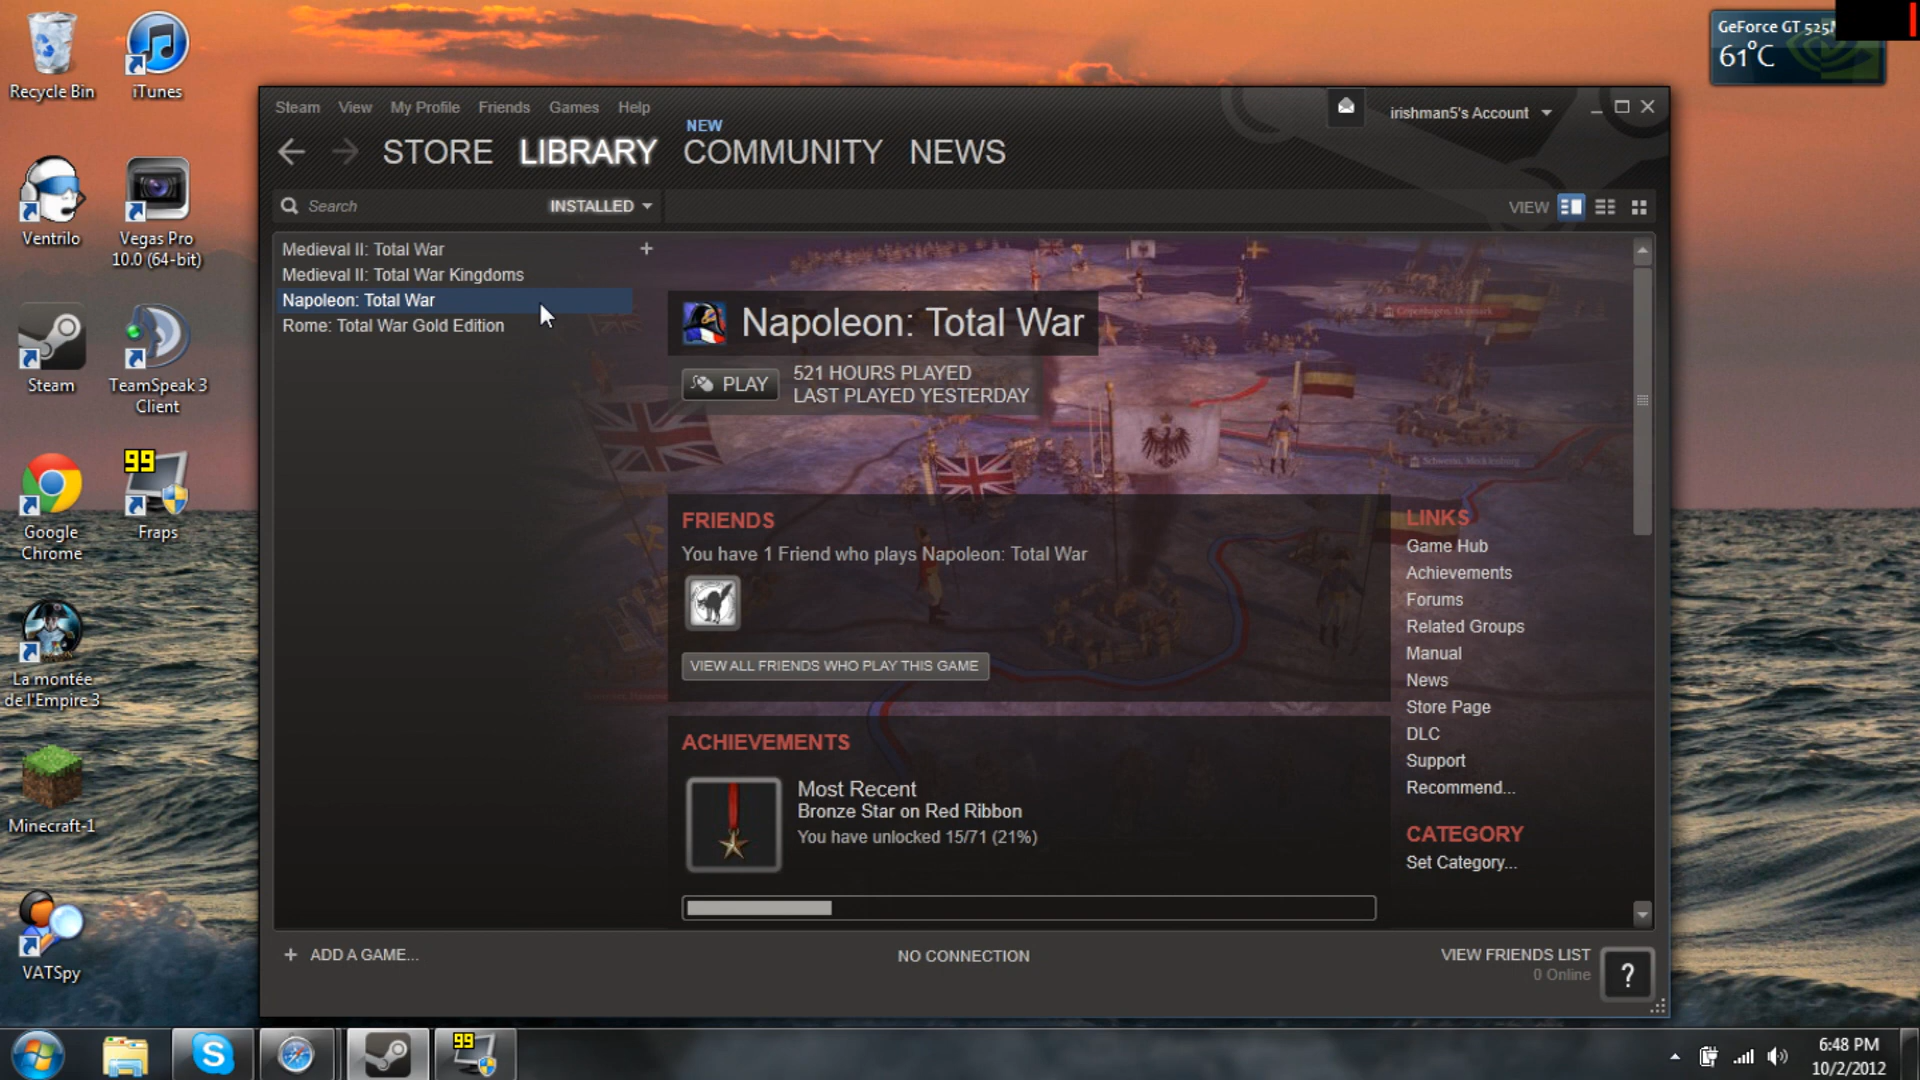 Recycle Bin
iTunes
Ventrilo
Vegas Pro
10.0 (64-bit)
Steam
TeamSpeak 3
Client
Google
Chrome
99
Fraps
La montée
de l'Empire 3
Minecraft-1
VATSpy
GeForce GT 525
61°C
Steam View My Profile Friends Games Help
irishman5's Account
NEW
STORE LIBRARY COMMUNITY NEWS
Search
INSTALLED
VIEW
Medieval II: Total War
Medieval II: Total War Kingdoms
Napoleon: Total War
Rome: Total War Gold Edition
Copenhagen, Denmark
Schwerin, Mecklenburg
Napoleon: Total War
PLAY
521 HOURS PLAYED
LAST PLAYED YESTERDAY
FRIENDS
You have 1 Friend who plays Napoleon: Total War
VIEW ALL FRIENDS WHO PLAY THIS GAME
ACHIEVEMENTS
Most Recent
Bronze Star on Red Ribbon
You have unlocked 15/71 (21%)
LINKS
Game Hub
Achievements
Forums
Related Groups
Manual
News
Store Page
DLC
Support
Recommend...
CATEGORY
Set Category...
+ ADD A GAME...
NO CONNECTION
VIEW FRIENDS LIST
0 Online
?
99
6:48 PM
10/2/2012